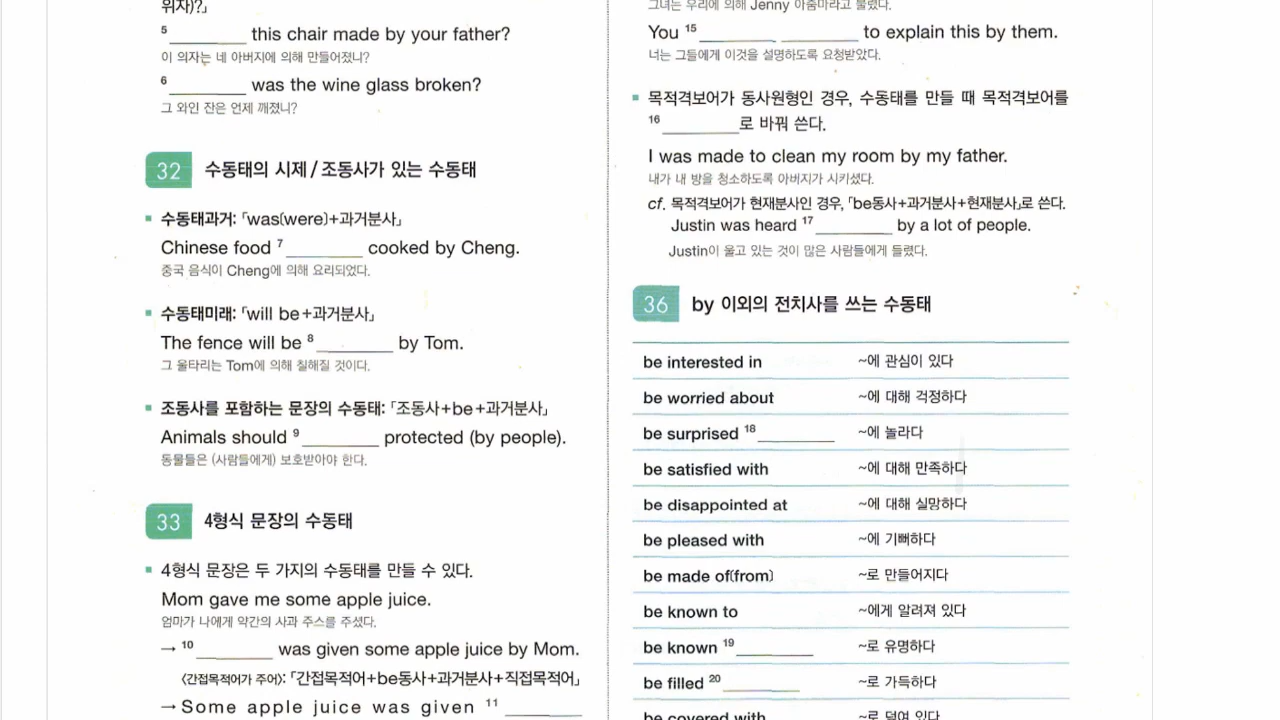 위자)?」
5 ________ this chair made by your father?
이 의자는 네 아버지에 의해 만들어졌니?
6 ________ was the wine glass broken?
그 와인 잔은 언제 깨졌니?
32 수동태의 시제 / 조동사가 있는 수동태
수동태과거: 「was(were)+과거분사」
Chinese food 7 ________ cooked by Cheng.
중국 음식이 Cheng에 의해 요리되었다.
수동태미래: 「will be+과거분사」
The fence will be 8 ________ by Tom.
그 울타리는 Tom에 의해 칠해질 것이다.
조동사를 포함하는 문장의 수동태: 「조동사+be+과거분사」
Animals should 9 ________ protected (by people).
동물들은 (사람들에게) 보호받아야 한다.
33 4형식 문장의 수동태
4형식 문장은 두 가지의 수동태를 만들 수 있다.
Mom gave me some apple juice.
엄마가 나에게 약간의 사과 주스를 주셨다.
→ 10 ________ was given some apple juice by Mom.
〈간접목적어가 주어〉: 「간접목적어+be동사+과거분사+직접목적어」
→ Some apple juice was given 11 ________
그녀는 우리에 의해 Jenny 아줌마라고 불렸다.
You 15 ________ ________ to explain this by them.
너는 그들에게 이것을 설명하도록 요청받았다.
목적격보어가 동사원형인 경우, 수동태를 만들 때 목적격보어를
16 ________로 바꿔 쓴다.
I was made to clean my room by my father.
내가 내 방을 청소하도록 아버지가 시키셨다.
cf. 목적격보어가 현재분사인 경우, 「be동사+과거분사+현재분사」로 쓴다.
Justin was heard 17 ________ by a lot of people.
Justin이 울고 있는 것이 많은 사람들에게 들렸다.
36 by 이외의 전치사를 쓰는 수동태
be interested in ~에 관심이 있다
be worried about ~에 대해 걱정하다
be surprised 18 ________ ~에 놀라다
be satisfied with ~에 대해 만족하다
be disappointed at ~에 대해 실망하다
be pleased with ~에 기뻐하다
be made of(from) ~로 만들어지다
be known to ~에게 알려져 있다
be known 19 ________ ~로 유명하다
be filled 20 ________ ~로 가득하다
be covered with ~로 덮여 있다